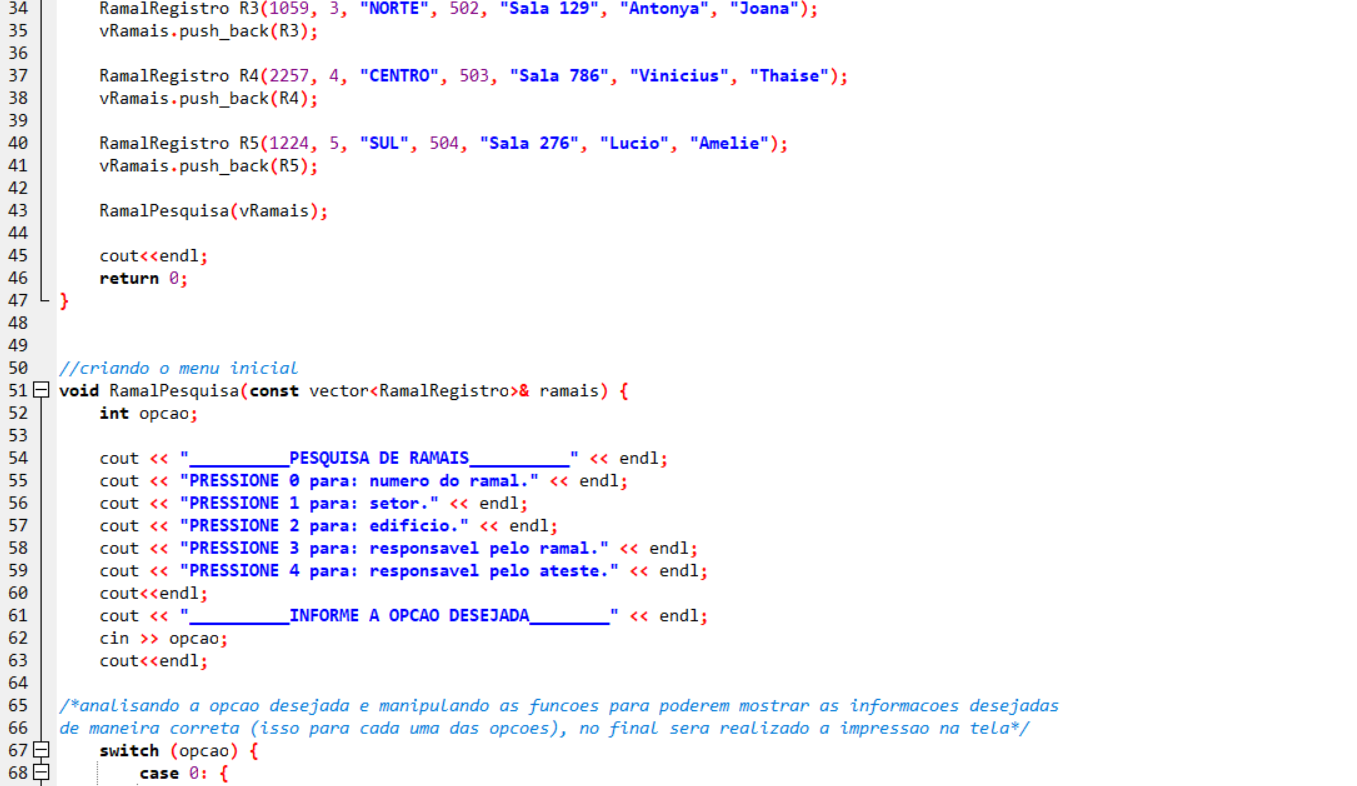 34 RamalRegistro R3(1059, 3, "NORTE", 502, "Sala 129", "Antonya", "Joana");
35 vRamais.push_back(R3);
36
37 RamalRegistro R4(2257, 4, "CENTRO", 503, "Sala 786", "Vinicius", "Thaise");
38 vRamais.push_back(R4);
39
40 RamalRegistro R5(1224, 5, "SUL", 504, "Sala 276", "Lucio", "Amelie");
41 vRamais.push_back(R5);
42
43 RamalPesquisa(vRamais);
44
45 cout<<endl;
46 return 0;
47 }
48
49
50 //criando o menu inicial
51 void RamalPesquisa(const vector<RamalRegistro>& ramais) {
52 int opcao;
53
54 cout << "__________PESQUISA DE RAMAIS__________" << endl;
55 cout << "PRESSIONE 0 para: numero do ramal." << endl;
56 cout << "PRESSIONE 1 para: setor." << endl;
57 cout << "PRESSIONE 2 para: edificio." << endl;
58 cout << "PRESSIONE 3 para: responsavel pelo ramal." << endl;
59 cout << "PRESSIONE 4 para: responsavel pelo ateste." << endl;
60 cout<<endl;
61 cout << "__________INFORME A OPCAO DESEJADA________" << endl;
62 cin >> opcao;
63 cout<<endl;
64
65 /*analisando a opcao desejada e manipulando as funcoes para poderem mostrar as informacoes desejadas
66 de maneira correta (isso para cada uma das opcoes), no final sera realizado a impressao na tela*/
67 switch (opcao) {
68 case 0: {